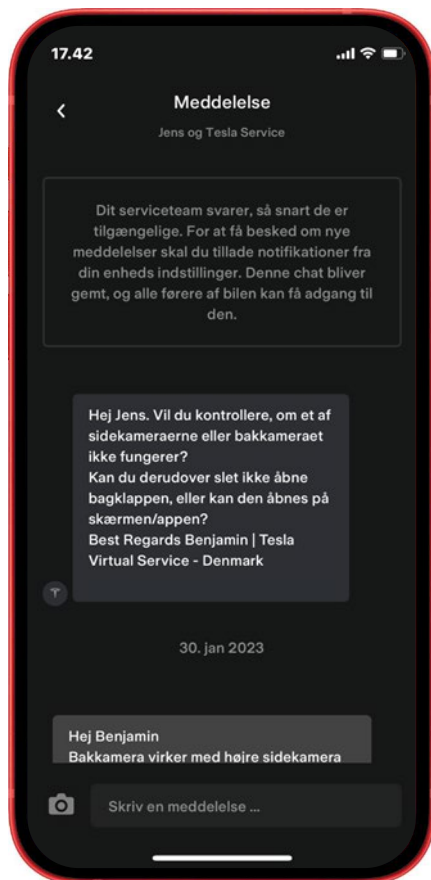 17.42
Meddelelse
Jens og Tesla Service
Dit serviceteam svarer, så snart de er
tilgængelige. For at få besked om nye
meddelelser skal du tillade notifikationer fra
din enheds indstillinger. Denne chat bliver
gemt, og alle førere af bilen kan få adgang til
den.
Hej Jens. Vil du kontrollere, om et af
sidekameraerne eller bakkameraet
ikke fungerer?
Kan du derudover slet ikke åbne
bagklappen, eller kan den åbnes på
skærmen/appen?
Best Regards Benjamin | Tesla
Virtual Service - Denmark
30. jan 2023
Hej Benjamin
Bakkamera virker med højre sidekamera
Skriv en meddelelse ...